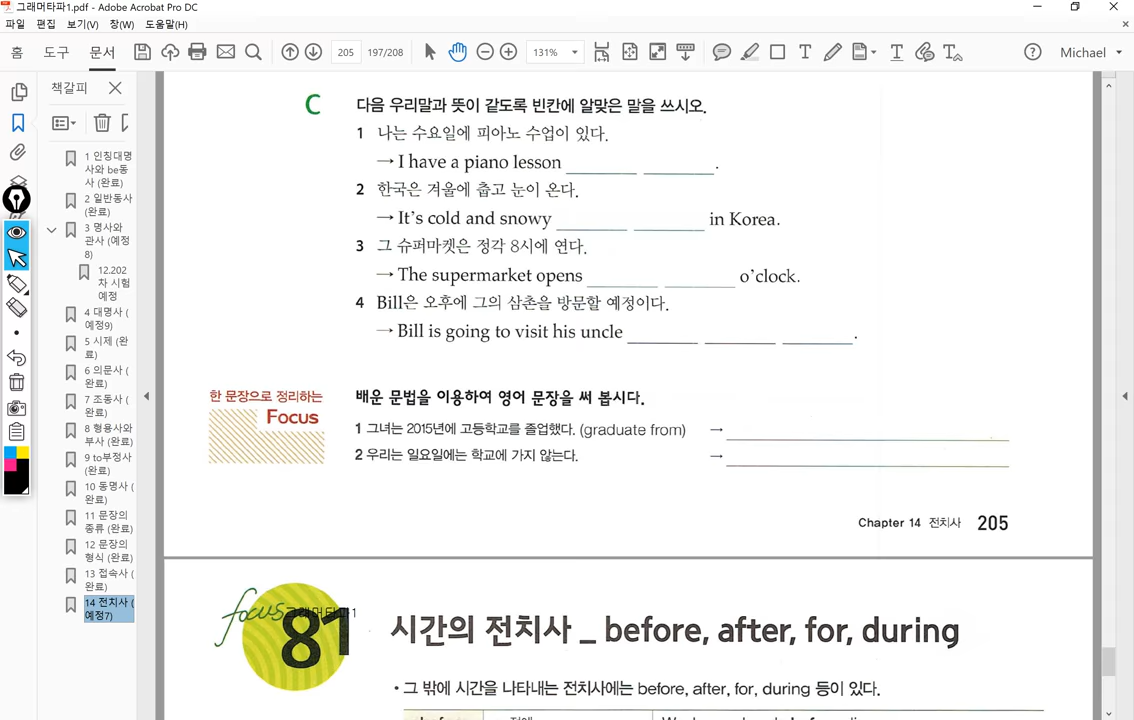 그래머타파1.pdf - Adobe Acrobat Pro DC
파일 편집 보기(V) 창(W) 도움말(H)
홈 도구 문서 205 197/208 131% Michael
책갈피
1 인칭대명
사와 be동
사 (완료)
2 일반동사
(완료)
3 명사와
관사 (예정
8)
12.202
차 시험
예정
4 대명사 (
예정9)
5 시제 (완
료)
6 의문사 (
완료)
7 조동사 (
완료)
8 형용사와
부사 (완료)
9 to부정사
(완료)
10 동명사 (
완료)
11 문장의
종류 (완료)
12 문장의
형식 (완료)
13 접속사 (
완료)
14 전치사 (
예정7)
C 다음 우리말과 뜻이 같도록 빈칸에 알맞은 말을 쓰시오.
1 나는 수요일에 피아노 수업이 있다.
→ I have a piano lesson ______ ______.
2 한국은 겨울에 춥고 눈이 온다.
→ It's cold and snowy ______ ______ in Korea.
3 그 슈퍼마켓은 정각 8시에 연다.
→ The supermarket opens ______ ______ o'clock.
4 Bill은 오후에 그의 삼촌을 방문할 예정이다.
→ Bill is going to visit his uncle ______ ______ ______.
한 문장으로 정리하는
Focus
배운 문법을 이용하여 영어 문장을 써 봅시다.
1 그녀는 2015년에 고등학교를 졸업했다. (graduate from) →
2 우리는 일요일에는 학교에 가지 않는다. →
Chapter 14 전치사 205
focus 그래머타파1
81
시간의 전치사 _ before, after, for, during
• 그 밖에 시간을 나타내는 전치사에는 before, after, for, during 등이 있다.